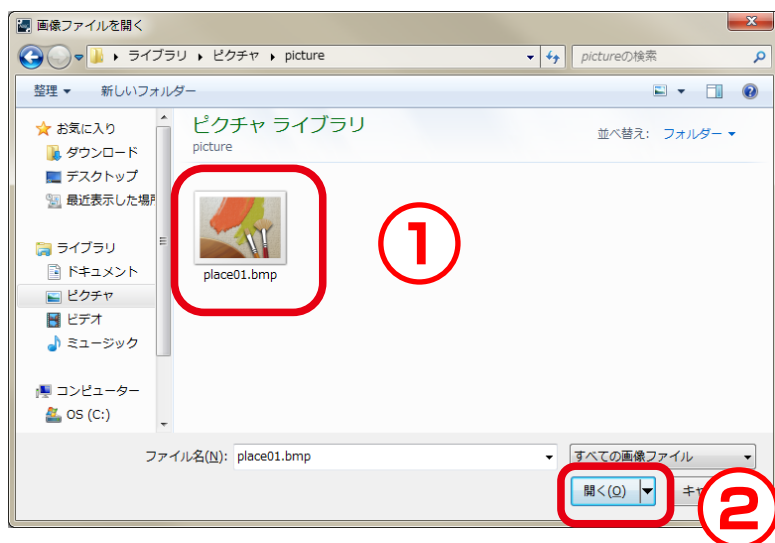 画像ファイルを開く
ライブラリ ピクチャ picture
pictureの検索
整理 新しいフォルダー
お気に入り
ダウンロード
デスクトップ
最近表示した場所
ライブラリ
ドキュメント
ピクチャ
ビデオ
ミュージック
コンピューター
OS (C:)
ピクチャ ライブラリ
picture
並べ替え: フォルダー
place01.bmp
①
ファイル名(N): place01.bmp
すべての画像ファイル
開く(O)
②